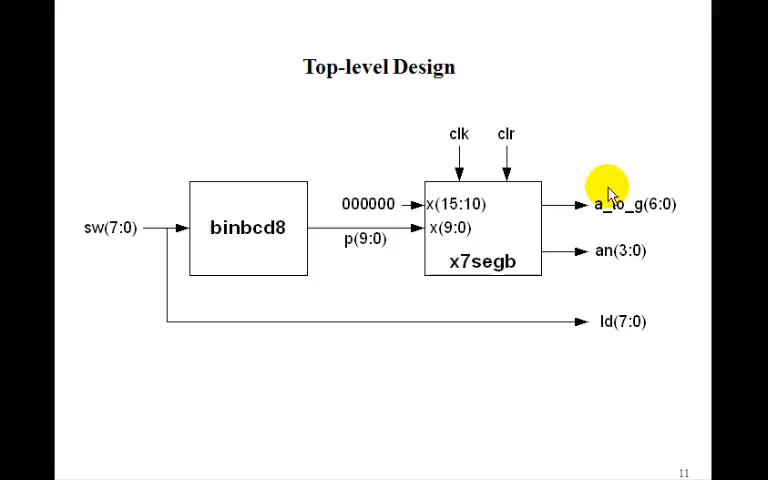 Top-level Design
clk clr
000000 x(15:10) a_to_g(6:0)
sw(7:0) binbcd8 x(9:0)
p(9:0)
an(3:0)
x7segb
ld(7:0)
11